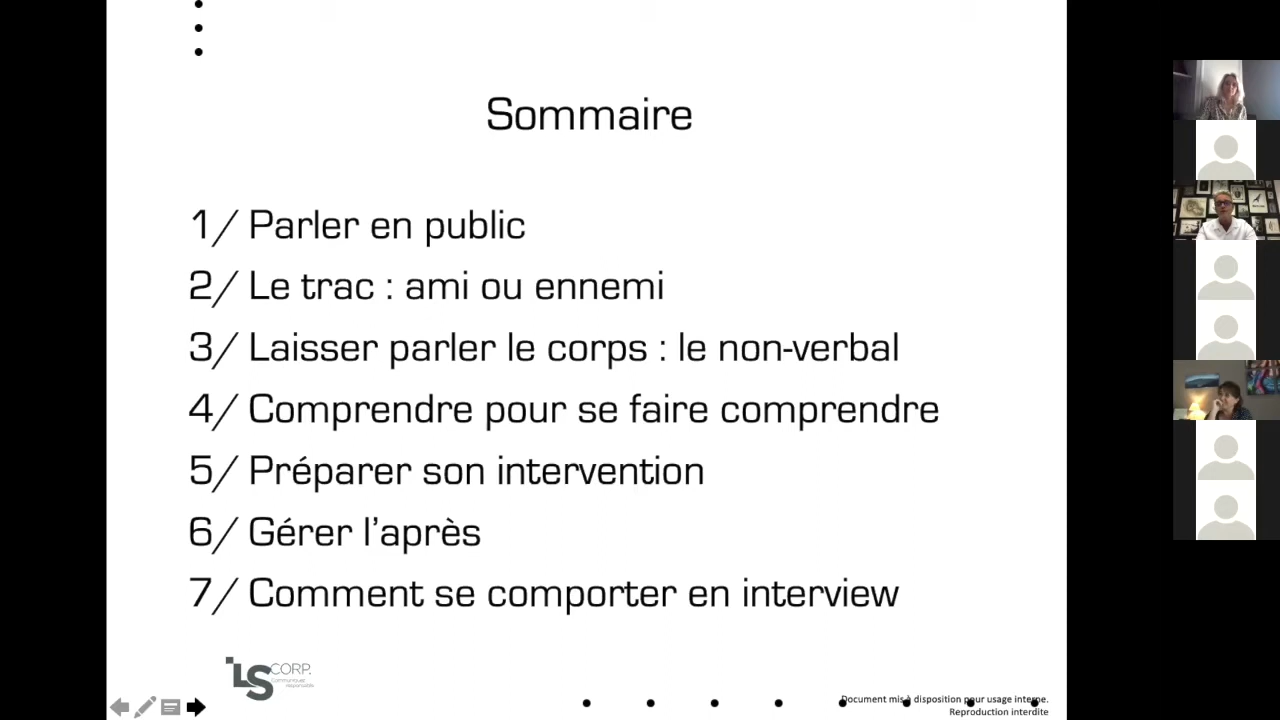 Sommaire
1/ Parler en public
2/ Le trac : ami ou ennemi
3/ Laisser parler le corps : le non-verbal
4/ Comprendre pour se faire comprendre
5/ Préparer son intervention
6/ Gérer l'après
7/ Comment se comporter en interview
LS CORP.
Communiquez
responsable
Document mis à disposition pour usage interne.
Reproduction interdite